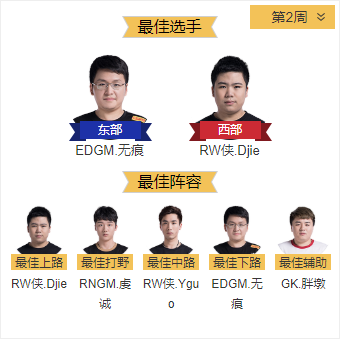 第2周
最佳选手
东部
西部
EDGM.无痕
RW侠.Djie
最佳阵容
最佳上路
最佳打野
最佳中路
最佳下路
最佳辅助
RW侠.Djie
RNGM.虔
诚
RW侠.Ygu
o
EDGM.无
痕
GK.胖墩